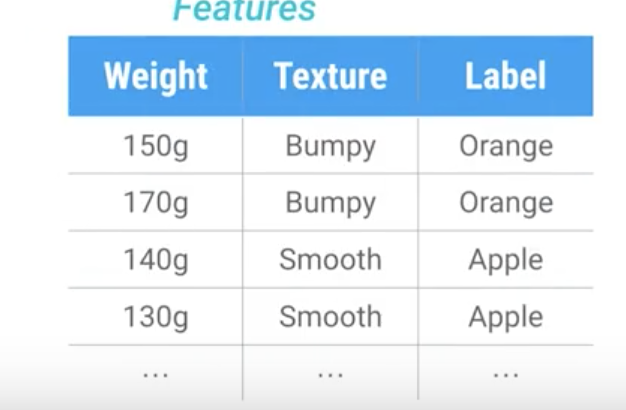 Features
Weight Texture Label
150g Bumpy Orange
170g Bumpy Orange
140g Smooth Apple
130g Smooth Apple
... ... ...